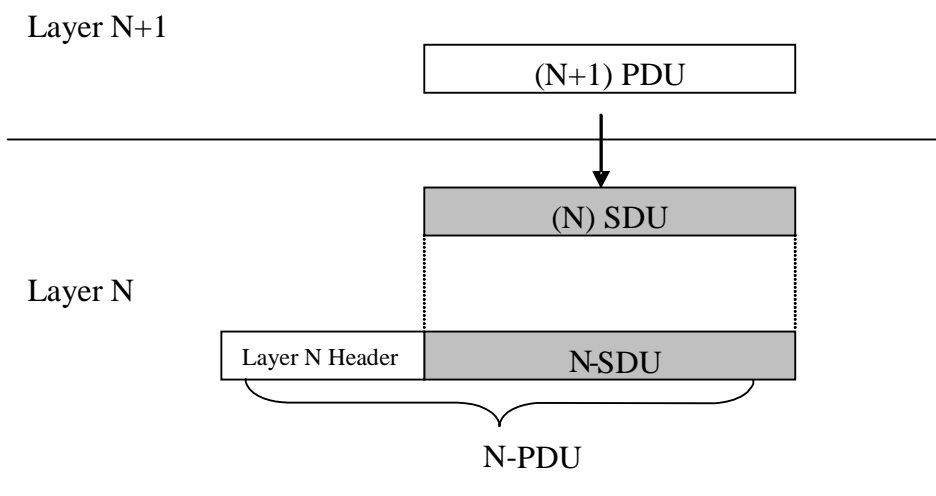 Layer N+1
(N+1) PDU
(N) SDU
Layer N
Layer N Header
N-SDU
N-PDU